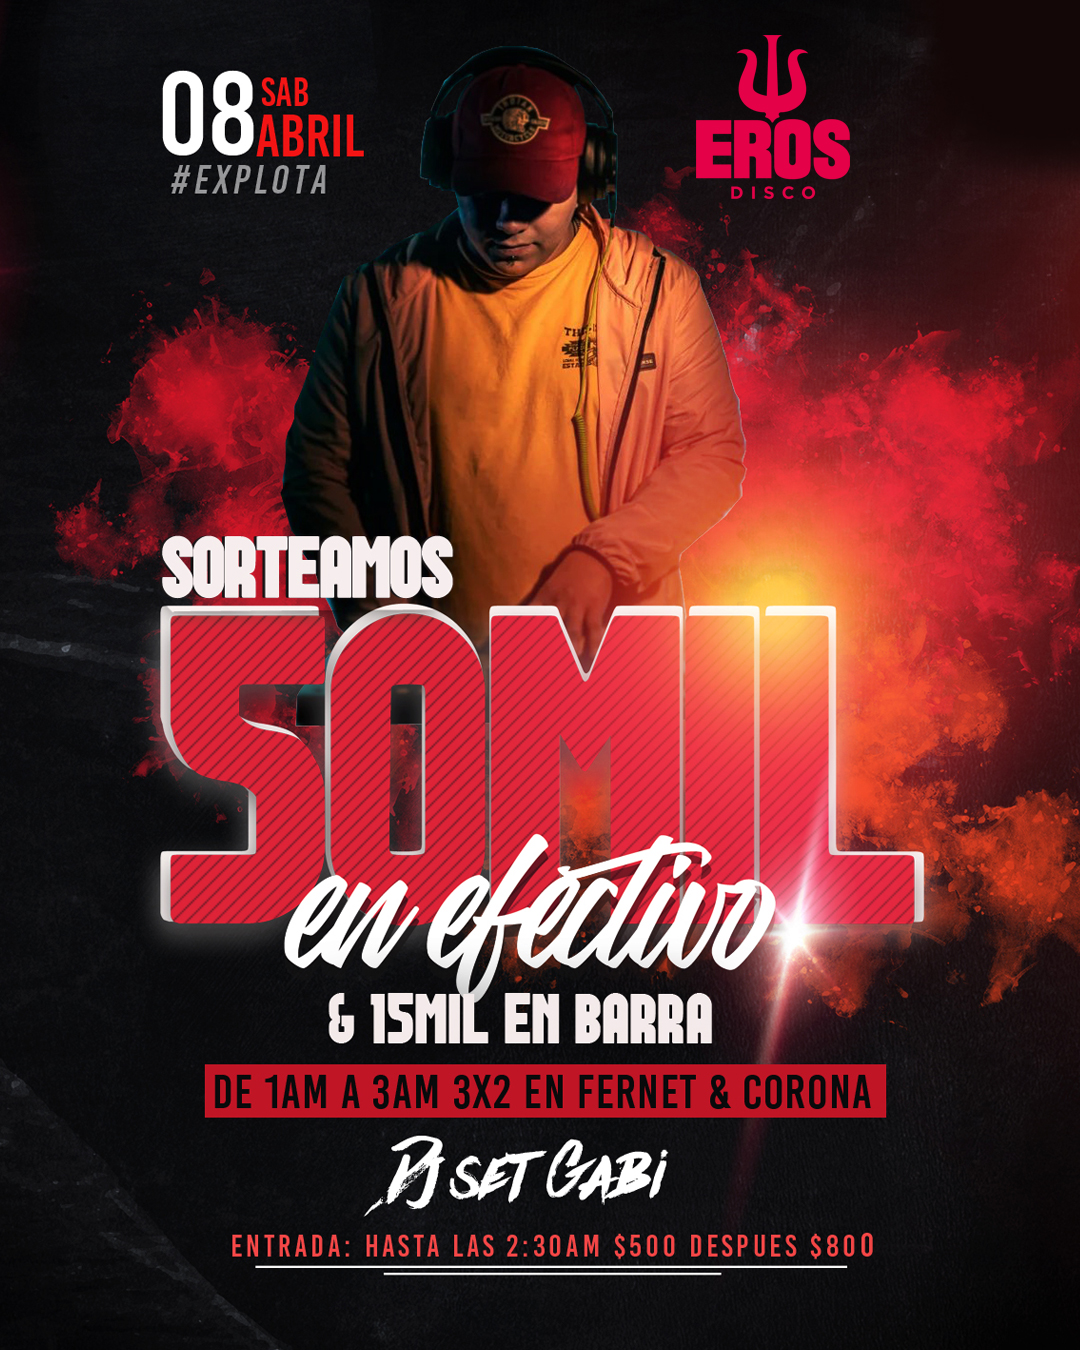 08 SAB
ABRIL
#EXPLOTA
EROS
DISCO
SORTEAMOS
50MIL
en efectivo
& 15MIL EN BARRA
DE 1AM A 3AM 3X2 EN FERNET & CORONA
DJ SET GABI
ENTRADA: HASTA LAS 2:30AM $500 DESPUES $800